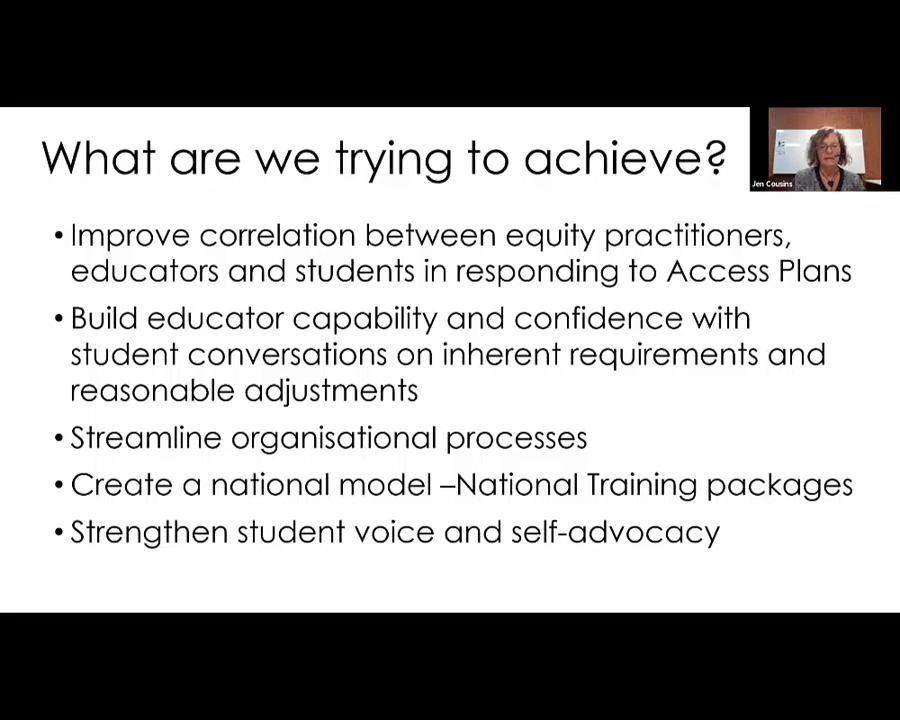 What are we trying to achieve?
Jen Cousins
• Improve correlation between equity practitioners,
educators and students in responding to Access Plans
• Build educator capability and confidence with
student conversations on inherent requirements and
reasonable adjustments
• Streamline organisational processes
• Create a national model –National Training packages
• Strengthen student voice and self-advocacy